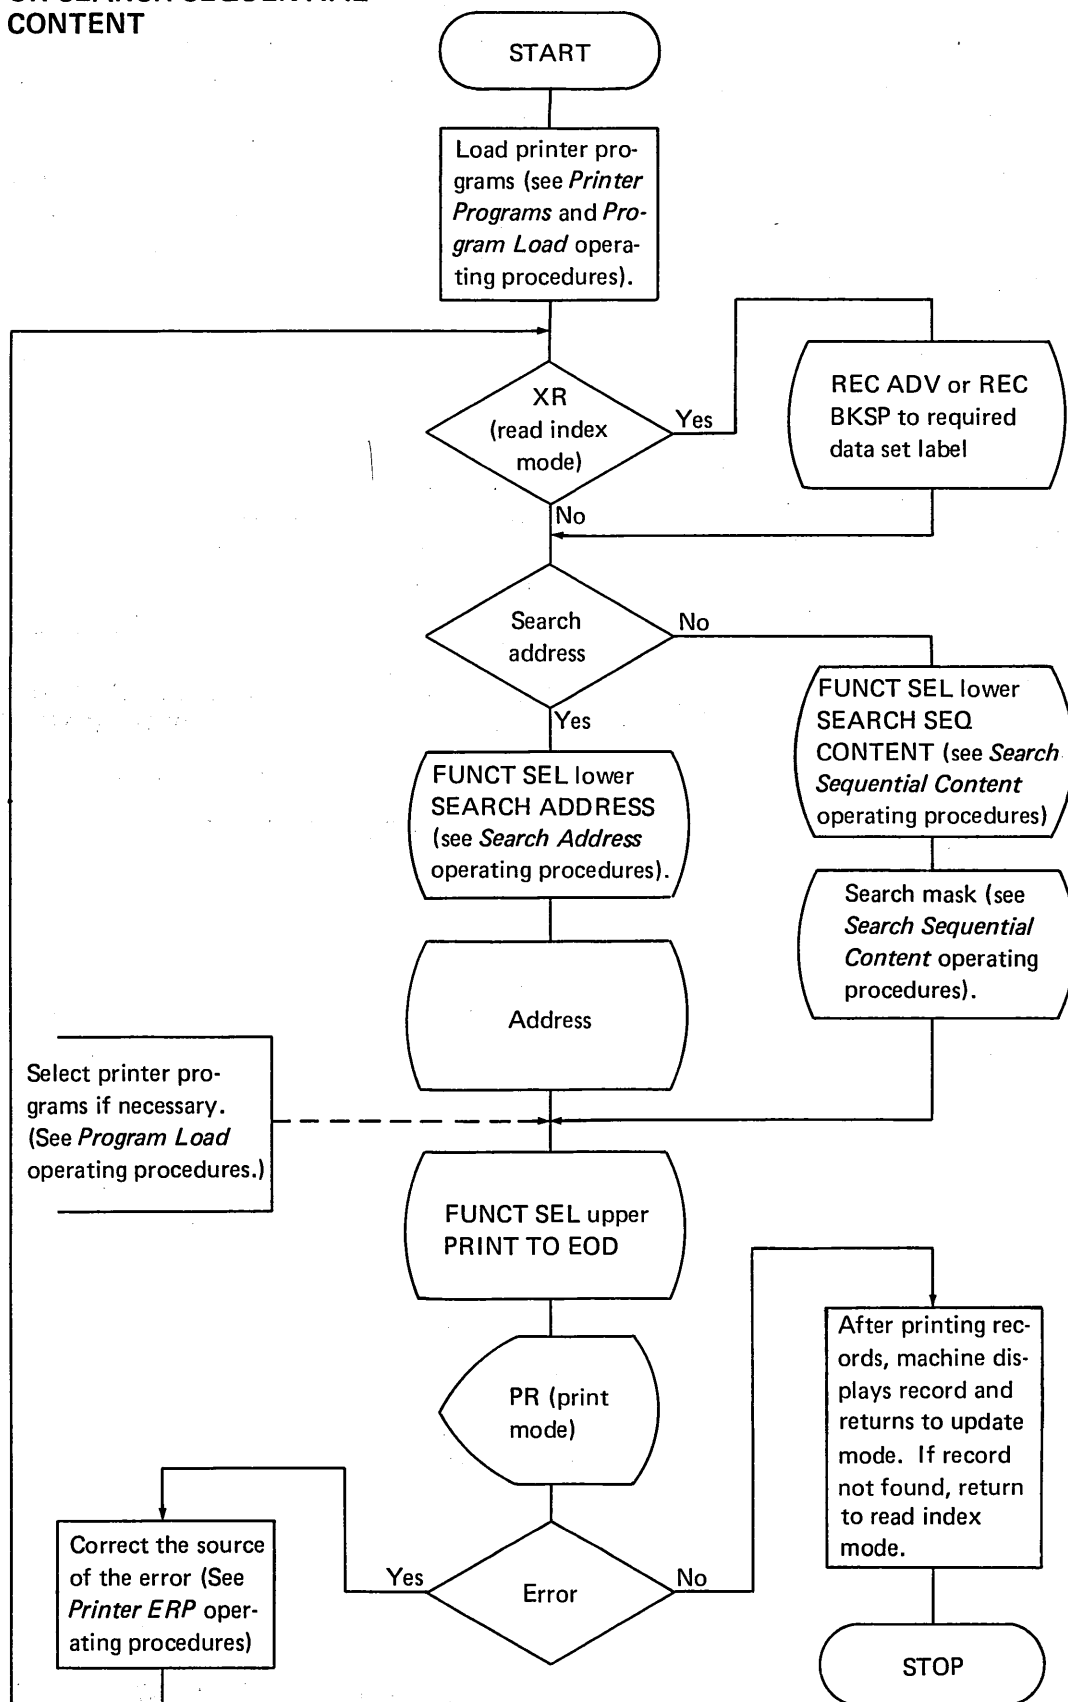 CONTENT
START
Load printer pro-
grams (see Printer
Programs and Pro-
gram Load opera-
ting procedures).
XR
(read index
mode)
Yes
REC ADV or REC
BKSP to required
data set label
No
Search
address
No
FUNCT SEL lower
SEARCH SEQ
CONTENT (see Search
Sequential Content
operating procedures)
Yes
FUNCT SEL lower
SEARCH ADDRESS
(see Search Address
operating procedures).
Search mask (see
Search Sequential
Content operating
procedures).
Address
Select printer pro-
grams if necessary.
(See Program Load
operating procedures.)
FUNCT SEL upper
PRINT TO EOD
PR (print
mode)
After printing rec-
ords, machine dis-
plays record and
returns to update
mode. If record
not found, return
to read index
mode.
Correct the source
of the error (See
Printer ERP oper-
ating procedures)
Yes
Error
No
STOP